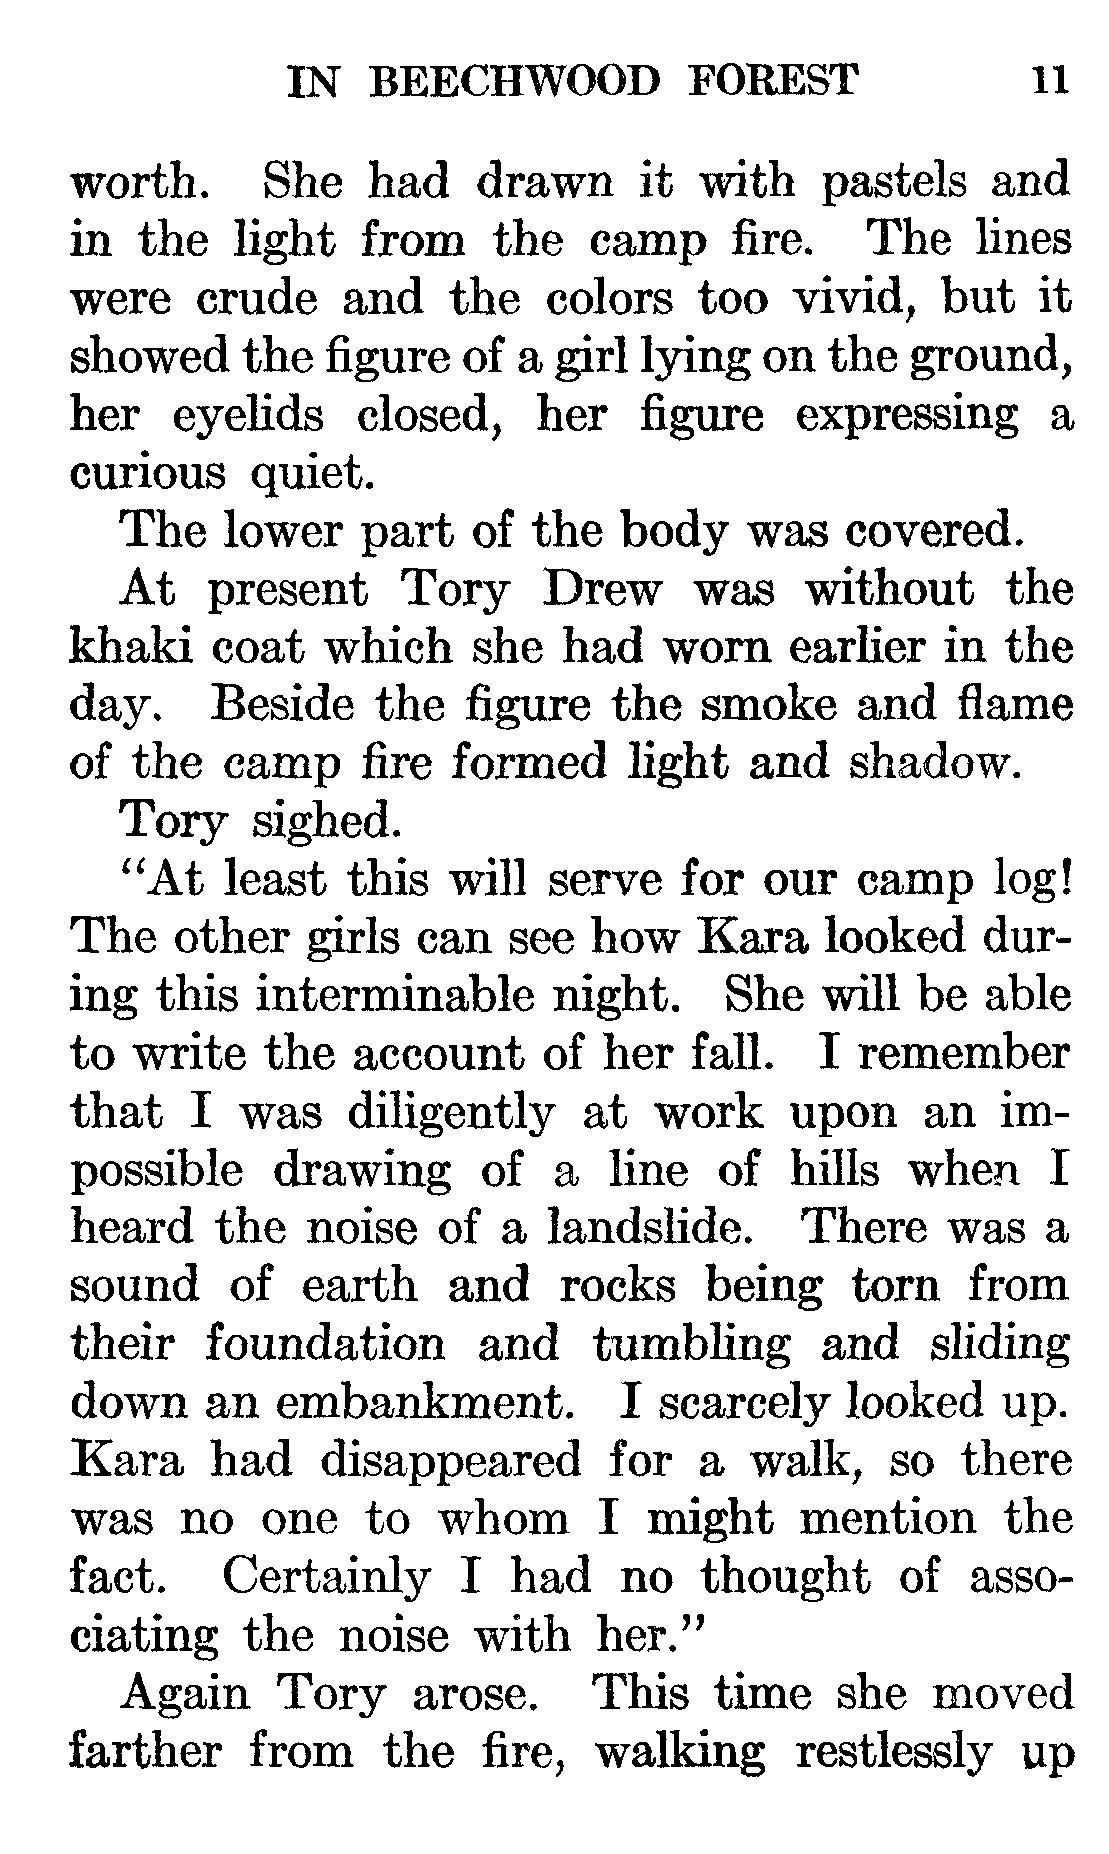 IN BEECHWOOD FOREST 11
worth. She had drawn it with pastels and
in the light from the camp fire. The lines
were crude and the colors too vivid, but it
showed the figure of a girl lying on the ground,
her eyelids closed, her figure expressing a
curious quiet.
The lower part of the body was covered.
At present Tory Drew was without the
khaki coat which she had worn earlier in the
day. Beside the figure the smoke and flame
of the camp fire formed light and shadow.
Tory sighed.
“At least this will serve for our camp log!
The other girls can see how Kara looked dur-
ing this interminable night. She will be able
to write the account of her fall. I remember
that I was diligently at work upon an im-
possible drawing of a line of hills when I
heard the noise of a landslide. There was a
sound of earth and rocks being torn from
their foundation and tumbling and sliding
down an embankment. I scarcely looked up.
Kara had disappeared for a walk, so there
was no one to whom I might mention the
fact. Certainly I had no thought of asso-
ciating the noise with her.”
Again Tory arose. This time she moved
farther from the fire, walking restlessly up